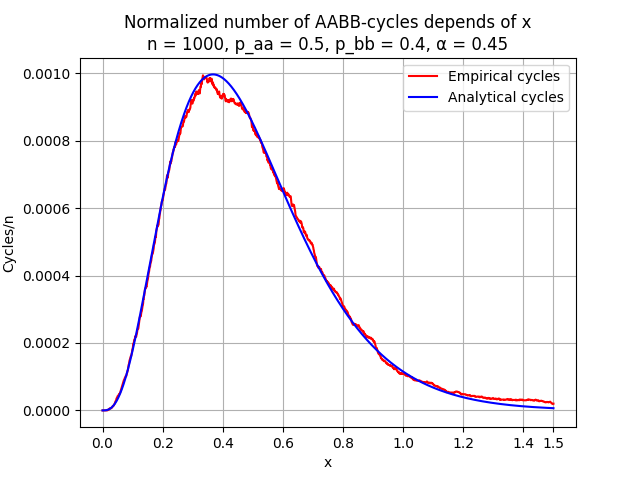 Normalized number of AABB-cycles depends of x
n = 1000, p_aa = 0.5, p_bb = 0.4, α = 0.45
Empirical cycles
Analytical cycles
Cycles/n
0.0010
0.0008
0.0006
0.0004
0.0002
0.0000
0.0 0.2 0.4 0.6 0.8 1.0 1.2 1.4 1.5
x